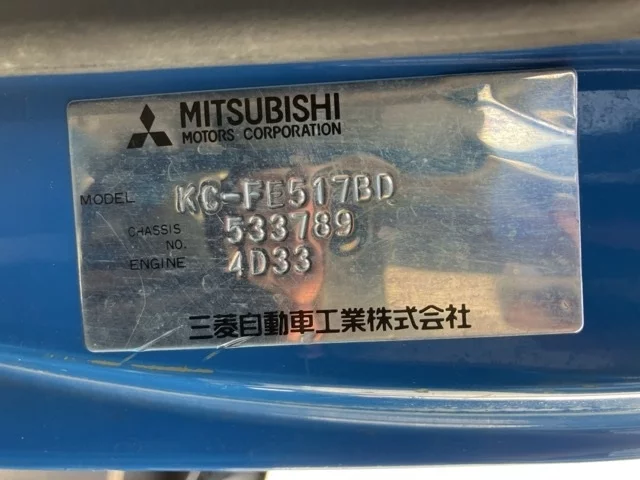 MITSUBISHI
MOTORS CORPORATION
MODEL KC-FE517BD
CHASSIS NO. 533789
ENGINE 4D33
三菱自動車工業株式会社